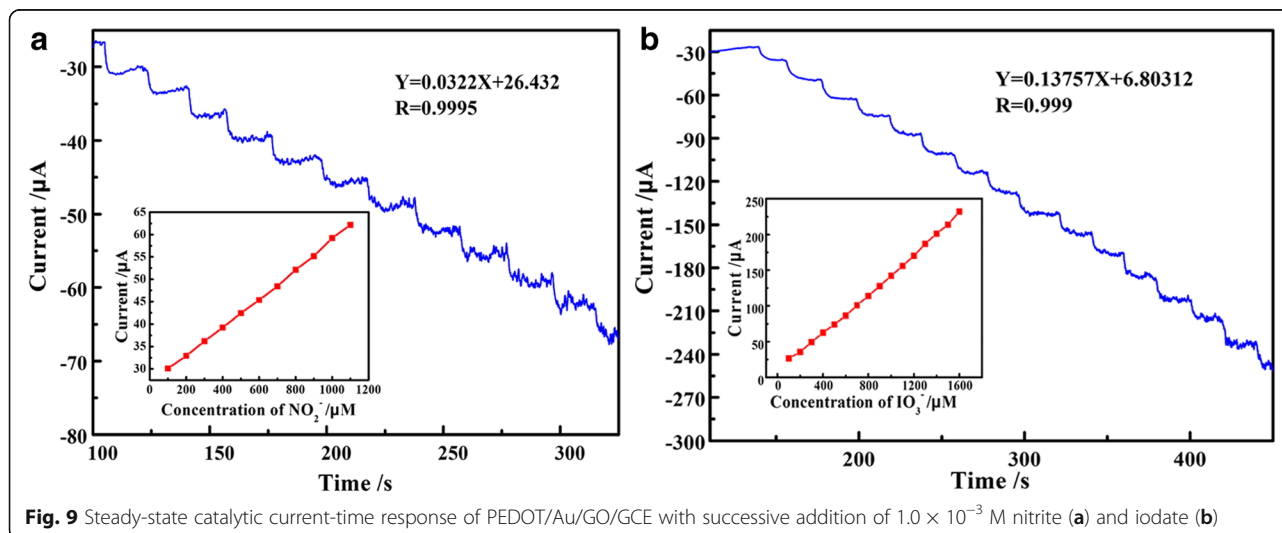 a
-30
-40
-50
-60
-70
-80
Current /μA
Y=0.0322X+26.432
R=0.9995
65
60
55
50
45
40
35
30
Current /μA
0 200 400 600 800 1000 1200
Concentration of NO₂⁻/μM
100 150 200 250 300
Time /s
b
-30
-60
-90
-120
-150
-180
-210
-240
-270
-300
Current /μA
Y=0.13757X+6.80312
R=0.999
250
200
150
100
50
0
Current /μA
0 400 800 1200 1600
Concentration of IO₃⁻/μM
200 300 400
Time /s
Fig. 9 Steady-state catalytic current-time response of PEDOT/Au/GO/GCE with successive addition of 1.0 × 10⁻³ M nitrite (a) and iodate (b)